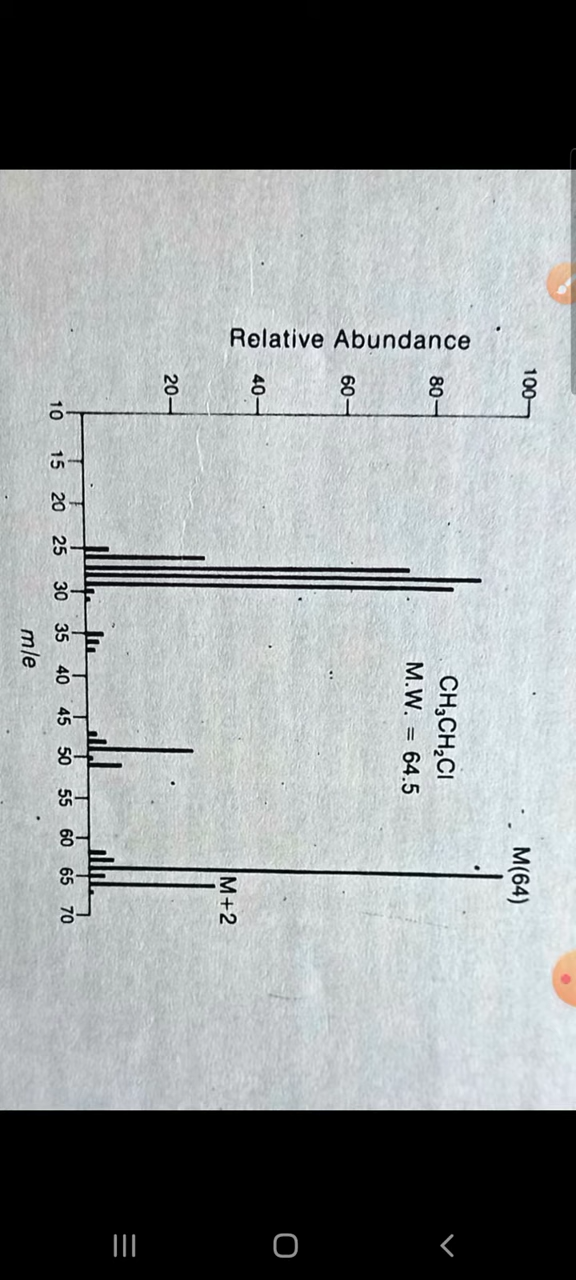 Relative Abundance
100
80
60
40
20
CH₃CH₂Cl
M.W. = 64.5
M(64)
M+2
10 15 20 25 30 35 40 45 50 55 60 65 70
m/e